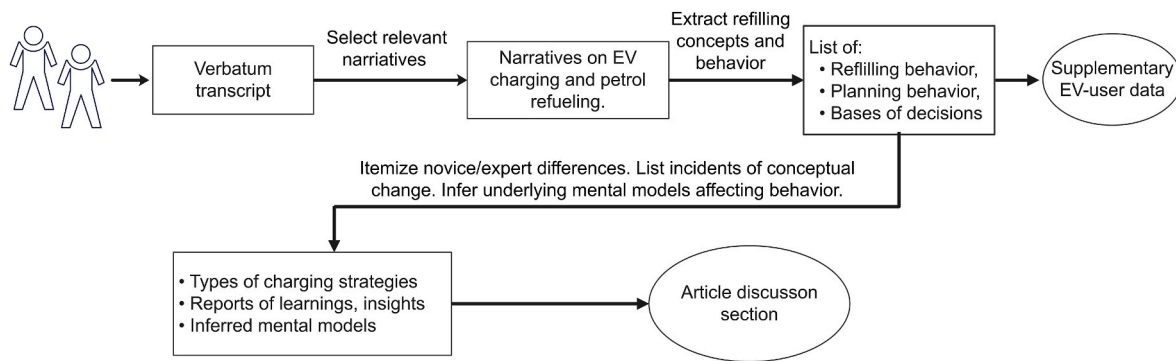 Verbatum
transcript
Select relevant
narriatives
Narratives on EV
charging and petrol
refueling.
Extract refilling
concepts and
behavior
List of:
• Reflilling behavior,
• Planning behavior,
• Bases of decisions
Supplementary
EV-user data
Itemize novice/expert differences. List incidents of conceptual
change. Infer underlying mental models affecting behavior.
• Types of charging strategies
• Reports of learnings, insights
• Inferred mental models
Article discusson
section